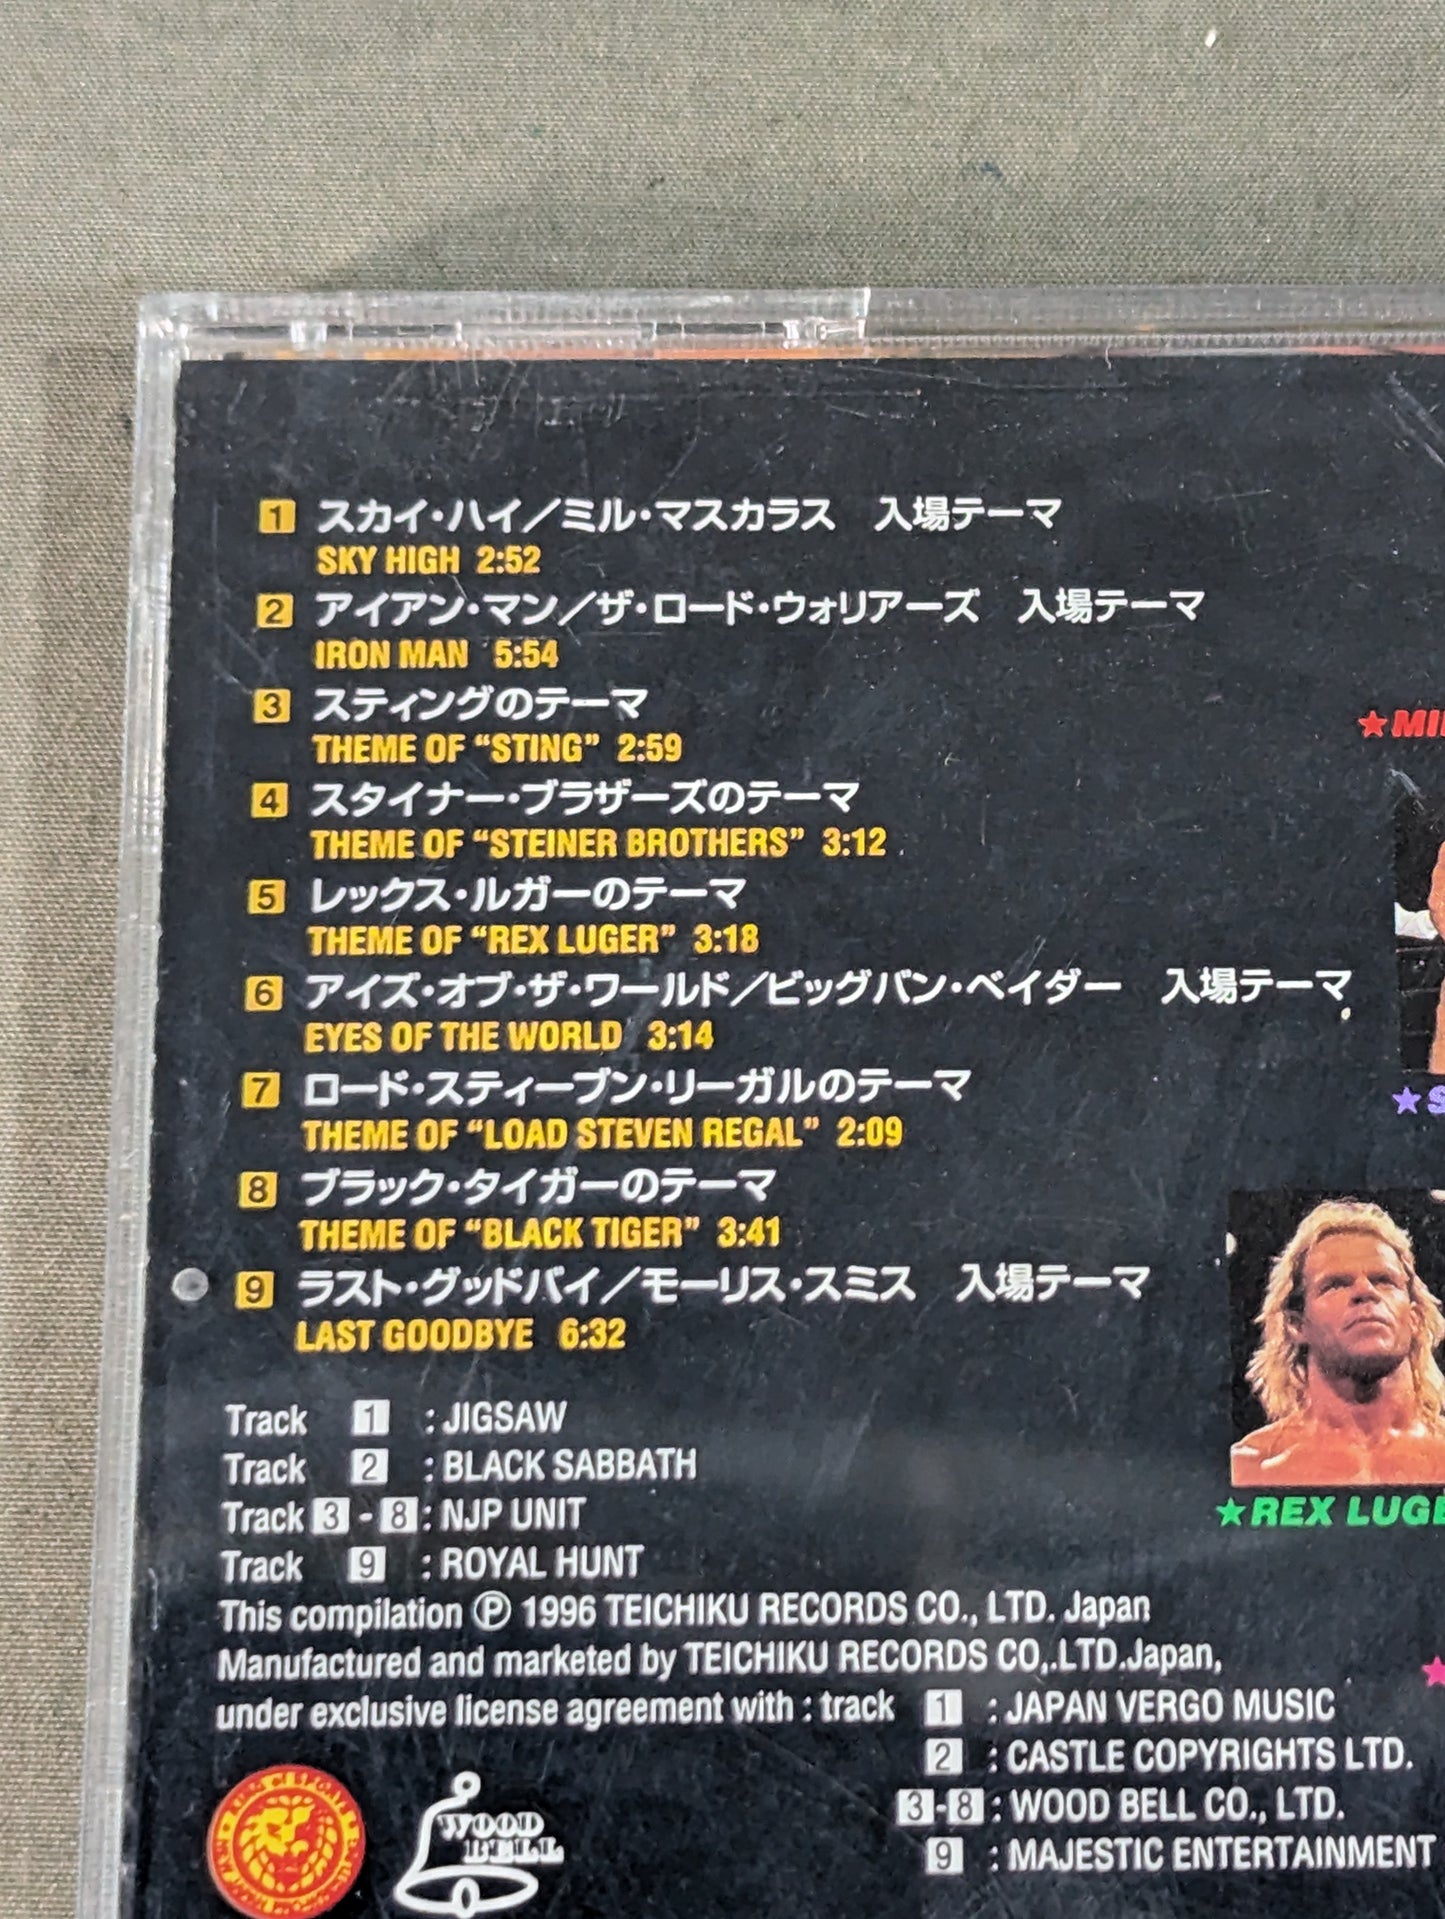 1 スカイ・ハイ／ミル・マスカラス　入場テーマ
SKY HIGH 2:52
2 アイアン・マン／ザ・ロード・ウォリアーズ　入場テーマ
IRON MAN 5:54
3 スティングのテーマ
THEME OF “STING” 2:59
4 スタイナー・ブラザーズのテーマ
THEME OF “STEINER BROTHERS” 3:12
5 レックス・ルガーのテーマ
THEME OF “REX LUGER” 3:18
6 アイズ・オブ・ザ・ワールド／ビッグバン・ベイダー　入場テーマ
EYES OF THE WORLD 3:14
7 ロード・スティーブン・リーガルのテーマ
THEME OF “LOAD STEVEN REGAL” 2:09
8 ブラック・タイガーのテーマ
THEME OF “BLACK TIGER” 3:41
9 ラスト・グッドバイ／モーリス・スミス　入場テーマ
LAST GOODBYE 6:32
★REX LUGE
Track 1 : JIGSAW
Track 2 : BLACK SABBATH
Track 3 - 8 : NJP UNIT
Track 9 : ROYAL HUNT
This compilation Ⓟ 1996 TEICHIKU RECORDS CO., LTD. Japan
Manufactured and marketed by TEICHIKU RECORDS CO,.LTD.Japan,
under exclusive license agreement with : track 1 : JAPAN VERGO MUSIC
2 : CASTLE COPYRIGHTS LTD.
3-8 : WOOD BELL CO., LTD.
9 : MAJESTIC ENTERTAINMENT
WOOD
BELL